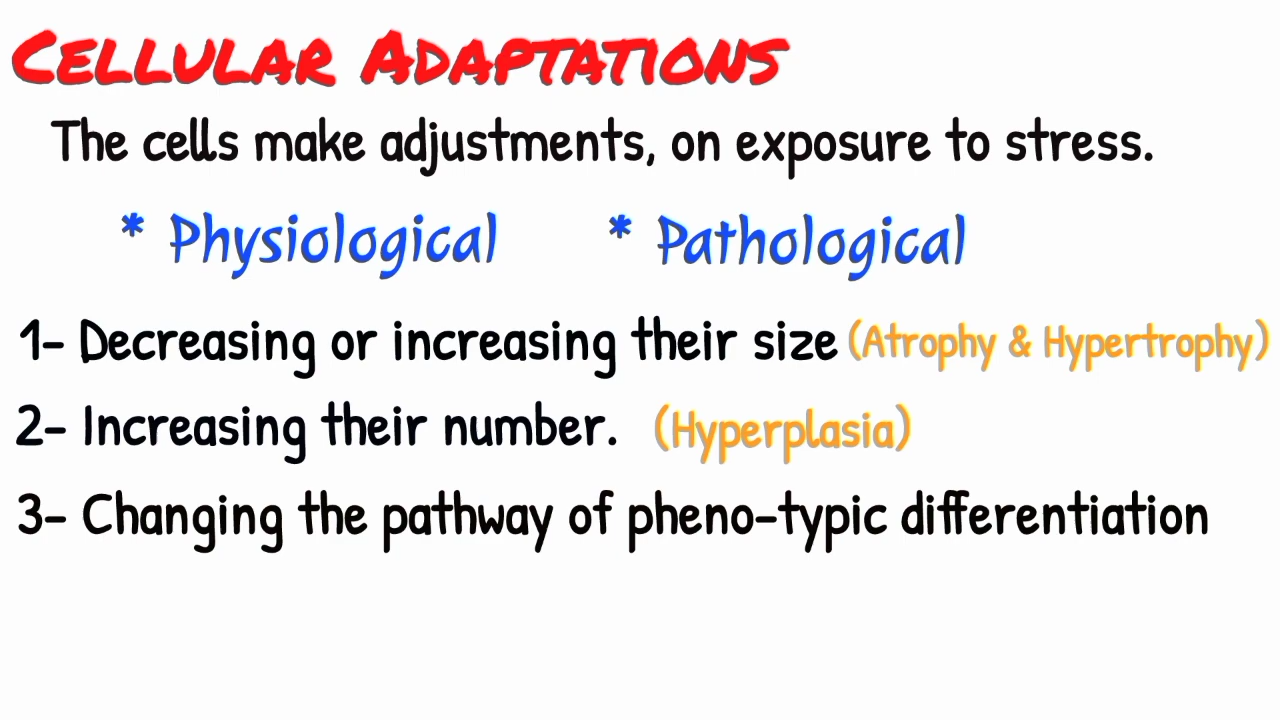 CELLULAR ADAPTATIONS
The cells make adjustments, on exposure to stress.
* Physiological * Pathological
1- Decreasing or increasing their size (Atrophy & Hypertrophy)
2- Increasing their number. (Hyperplasia)
3- Changing the pathway of pheno-typic differentiation